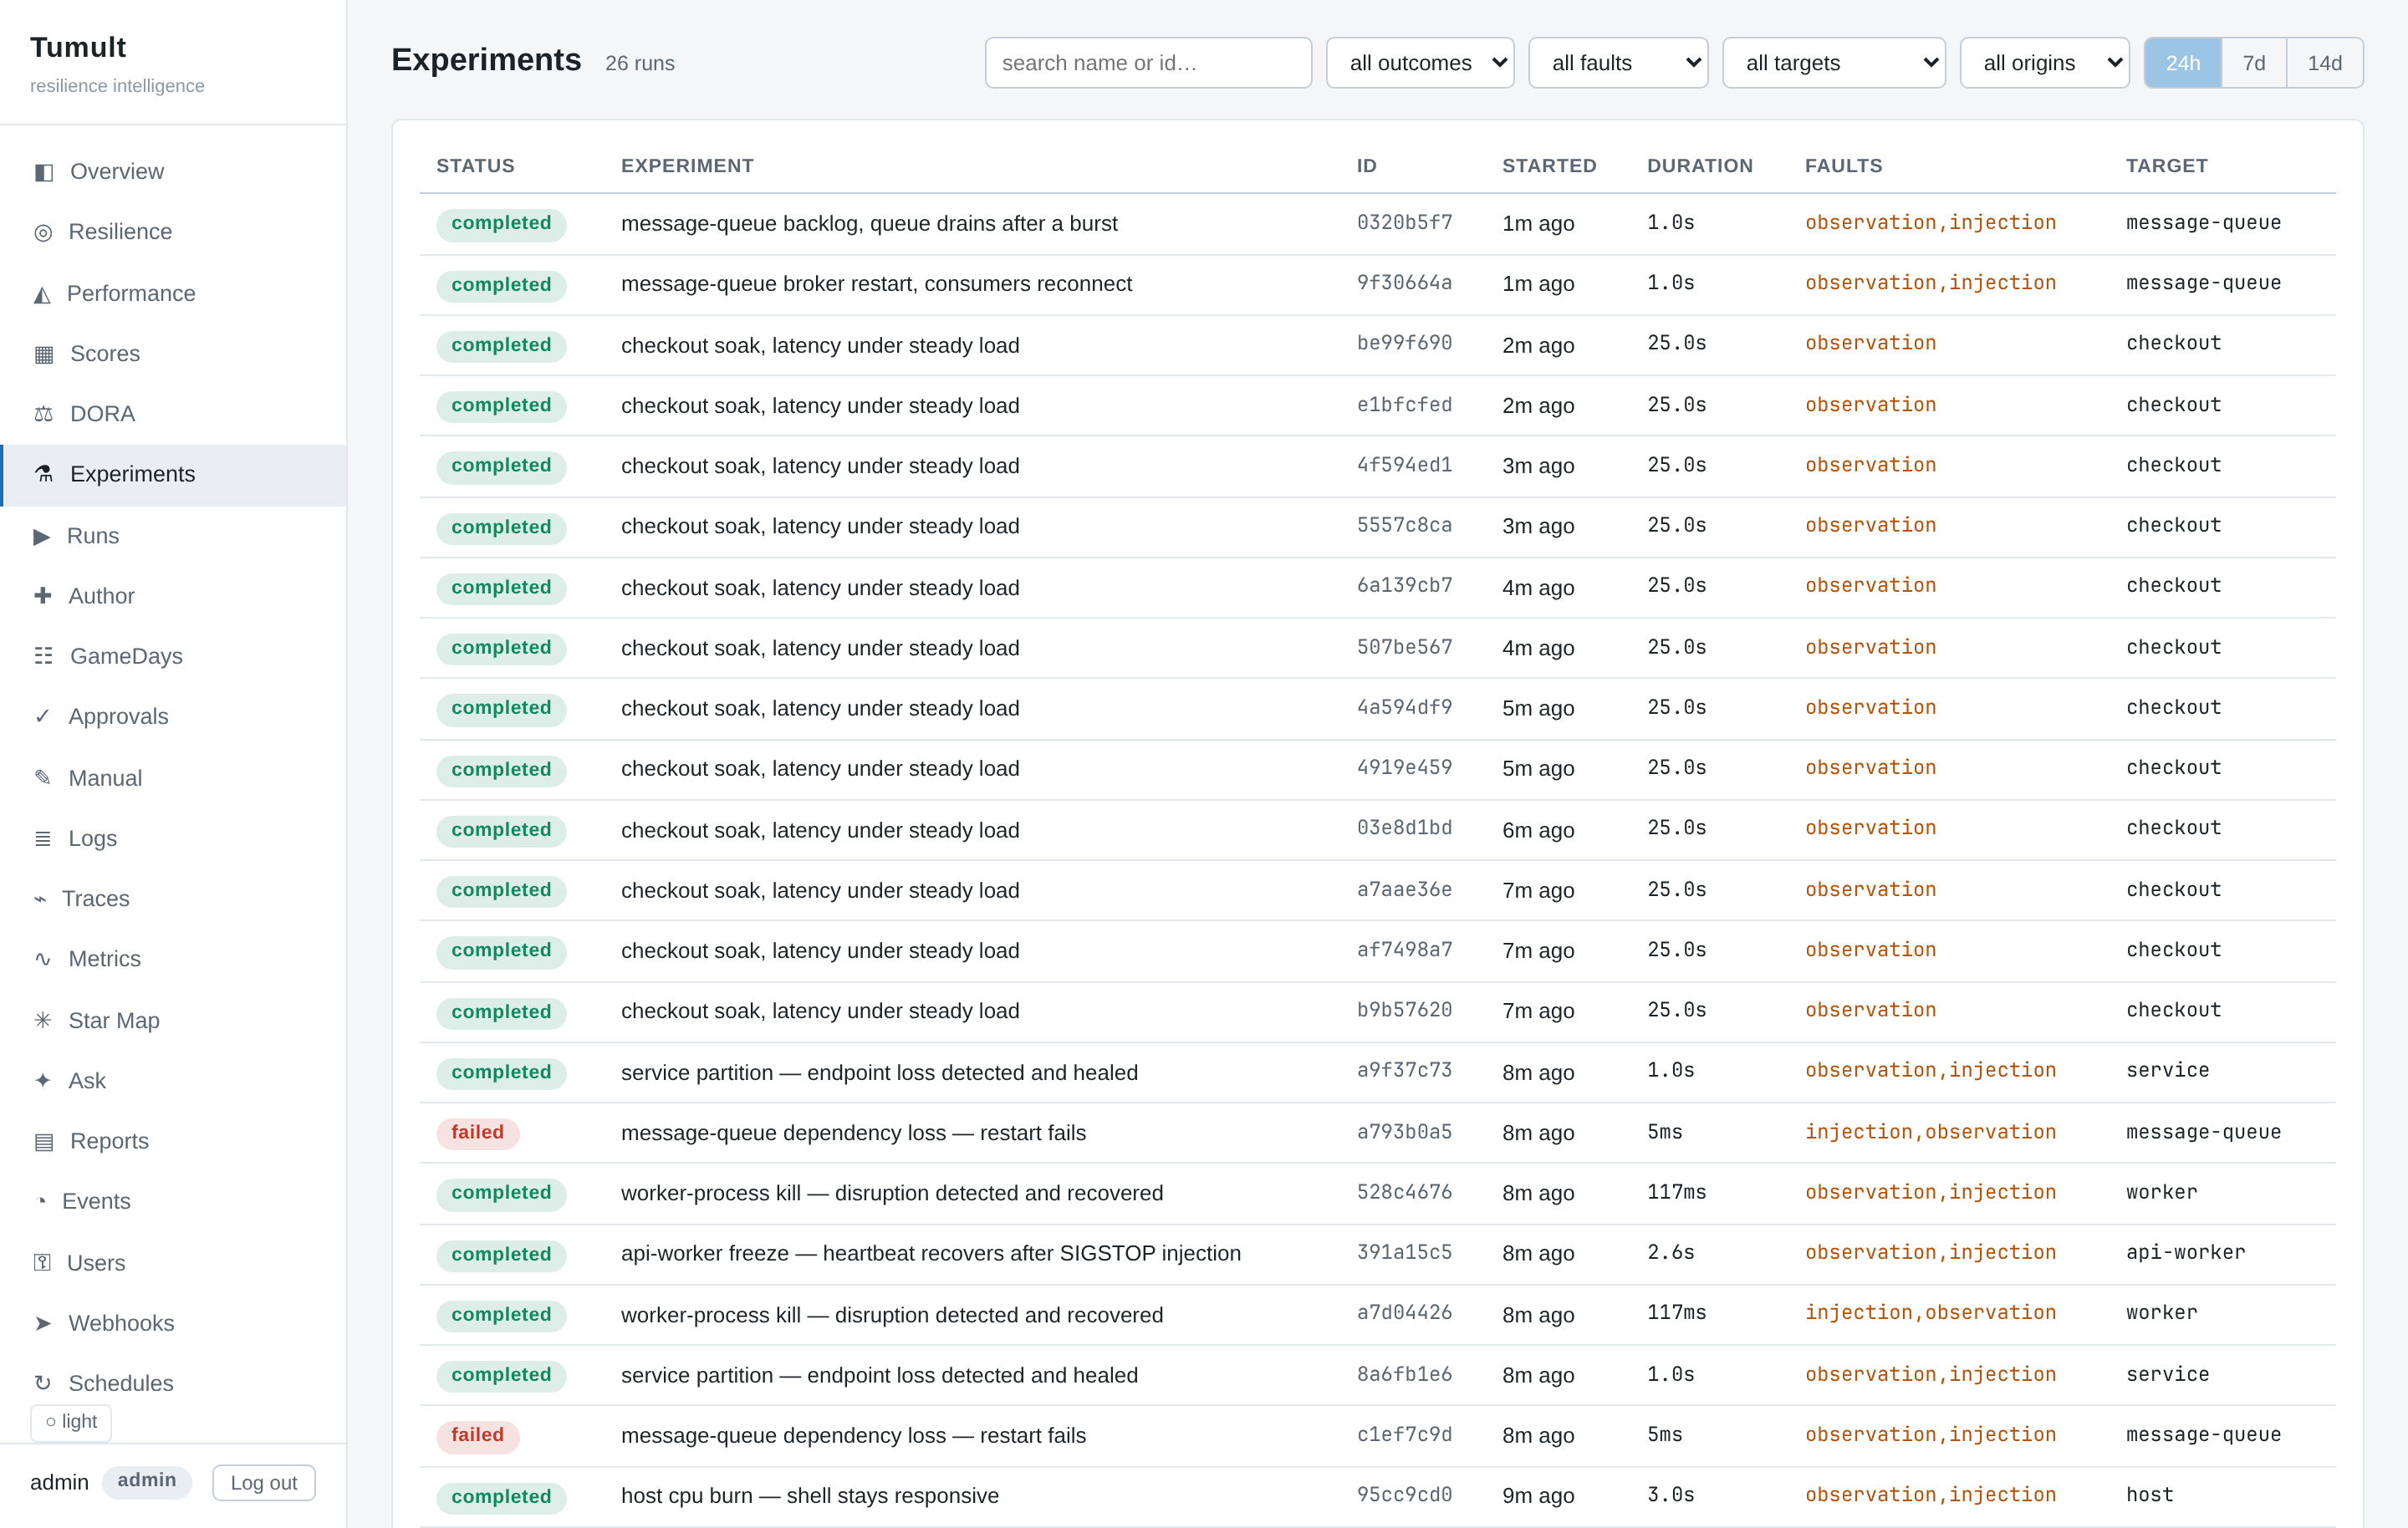 Tumult
resilience intelligence
Overview
Resilience
Performance
Scores
DORA
Experiments
Runs
Author
GameDays
Approvals
Manual
Logs
Traces
Metrics
Star Map
Ask
Reports
Events
Users
Webhooks
Schedules
○ light
admin admin Log out
Experiments 26 runs search name or id… all outcomes all faults all targets all origins 24h 7d 14d
STATUS EXPERIMENT ID STARTED DURATION FAULTS TARGET
completed message-queue backlog, queue drains after a burst 0320b5f7 1m ago 1.0s observation,injection message-queue
completed message-queue broker restart, consumers reconnect 9f30664a 1m ago 1.0s observation,injection message-queue
completed checkout soak, latency under steady load be99f690 2m ago 25.0s observation checkout
completed checkout soak, latency under steady load e1bfcfed 2m ago 25.0s observation checkout
completed checkout soak, latency under steady load 4f594ed1 3m ago 25.0s observation checkout
completed checkout soak, latency under steady load 5557c8ca 3m ago 25.0s observation checkout
completed checkout soak, latency under steady load 6a139cb7 4m ago 25.0s observation checkout
completed checkout soak, latency under steady load 507be567 4m ago 25.0s observation checkout
completed checkout soak, latency under steady load 4a594df9 5m ago 25.0s observation checkout
completed checkout soak, latency under steady load 4919e459 5m ago 25.0s observation checkout
completed checkout soak, latency under steady load 03e8d1bd 6m ago 25.0s observation checkout
completed checkout soak, latency under steady load a7aae36e 7m ago 25.0s observation checkout
completed checkout soak, latency under steady load af7498a7 7m ago 25.0s observation checkout
completed checkout soak, latency under steady load b9b57620 7m ago 25.0s observation checkout
completed service partition — endpoint loss detected and healed a9f37c73 8m ago 1.0s observation,injection service
failed message-queue dependency loss — restart fails a793b0a5 8m ago 5ms injection,observation message-queue
completed worker-process kill — disruption detected and recovered 528c4676 8m ago 117ms observation,injection worker
completed api-worker freeze — heartbeat recovers after SIGSTOP injection 391a15c5 8m ago 2.6s observation,injection api-worker
completed worker-process kill — disruption detected and recovered a7d04426 8m ago 117ms injection,observation worker
completed service partition — endpoint loss detected and healed 8a6fb1e6 8m ago 1.0s observation,injection service
failed message-queue dependency loss — restart fails c1ef7c9d 8m ago 5ms observation,injection message-queue
completed host cpu burn — shell stays responsive 95cc9cd0 9m ago 3.0s observation,injection host